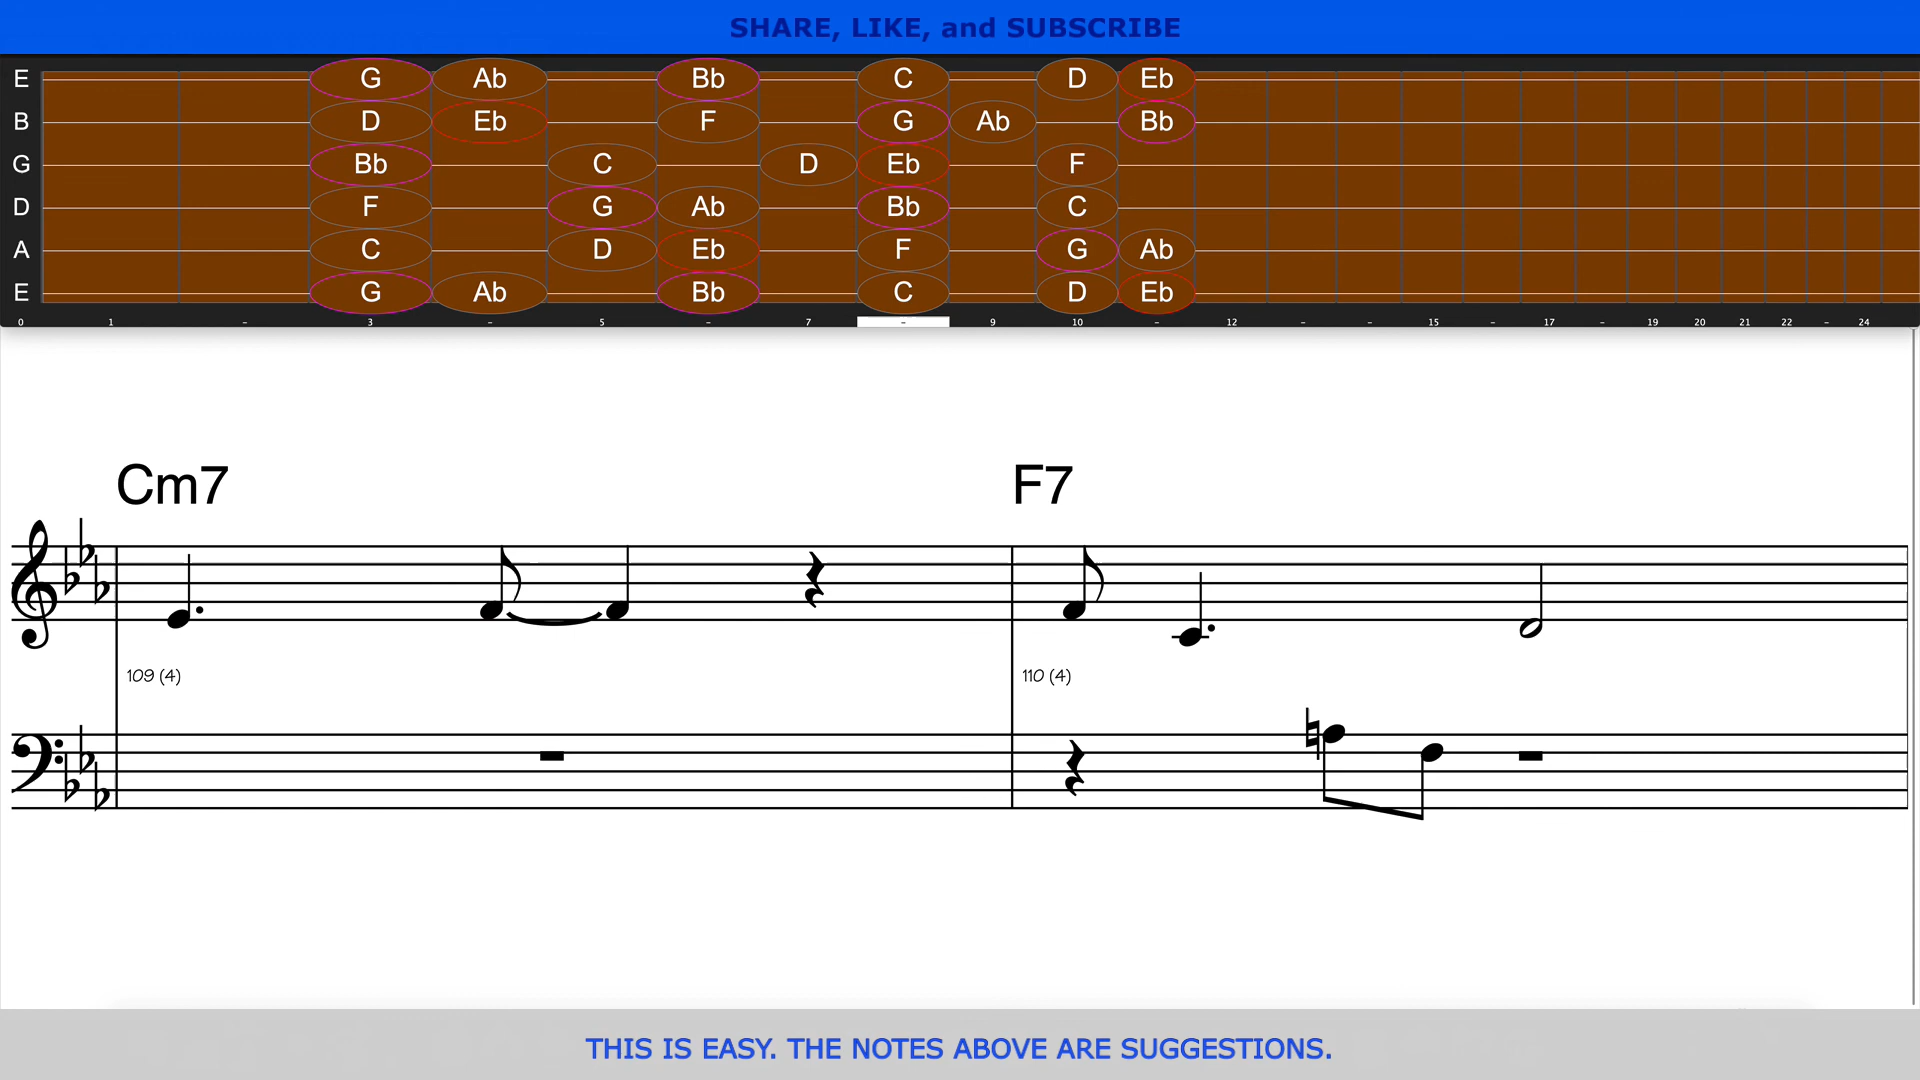 SHARE, LIKE, and SUBSCRIBE
E G Ab Bb C D Eb
B D Eb F G Ab Bb
G Bb C D Eb F
D F G Ab Bb C
A C D Eb F G Ab
E G Ab Bb C D Eb
0 1 - 3 - 5 - 7 - 9 10 - 12 - - 15 - 17 - 19 20 21 22 - 24
Cm7 F7
109 (4) 110 (4)
THIS IS EASY. THE NOTES ABOVE ARE SUGGESTIONS.